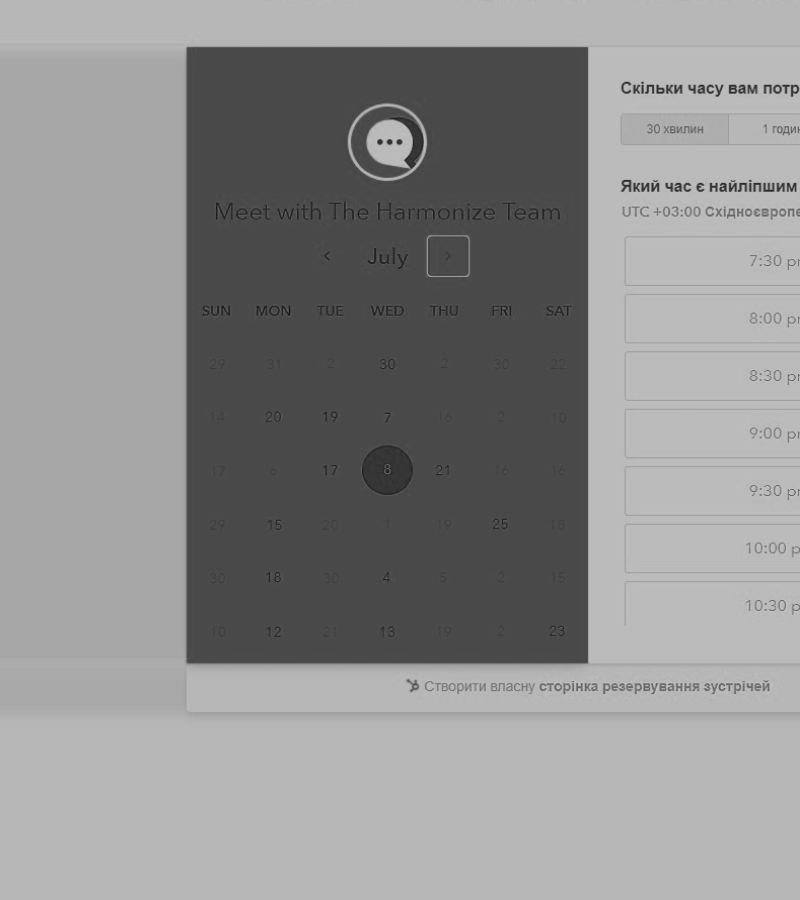 Meet with The Harmonize Team
July
SUN MON TUE WED THU FRI SAT
29 31 2 30 2 30 22
14 20 19 7 16 2 10
17 6 17 8 21 16 16
29 15 20 1 19 25 18
30 18 30 4 5 2 15
10 12 21 13 19 2 23
Скільки часу вам потр
30 хвилин 1 годин
Який час є найліпшим
UTC +03:00 Східноєвропе
7:30 pr
8:00 pr
8:30 pr
9:00 pr
9:30 pr
10:00 p
10:30 p
Створити власну сторінка резервування зустрічей